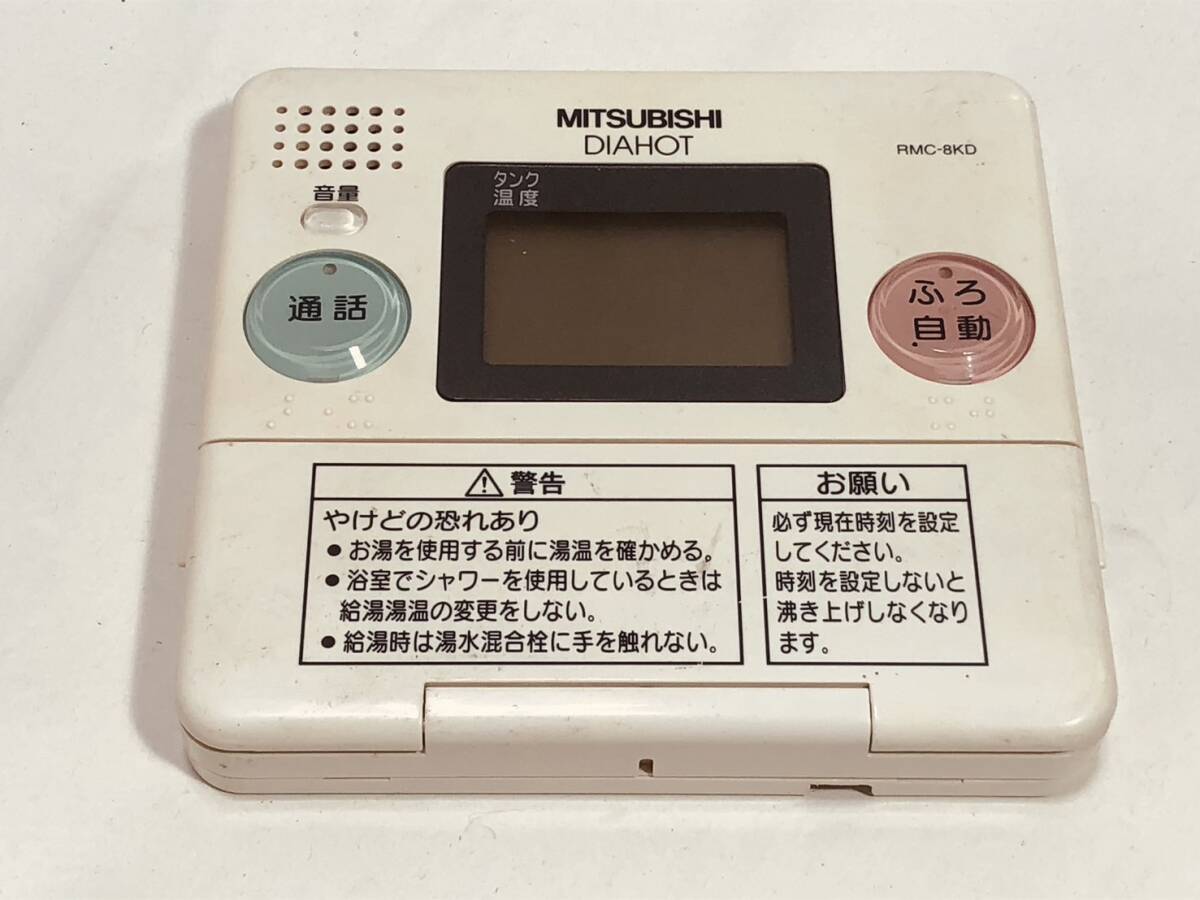 MITSUBISHI
DIAHOT
RMC-8KD
音量
タンク
温度
通話
ふろ
自動
⚠警告
やけどの恐れあり
● お湯を使用する前に湯温を確かめる。
● 浴室でシャワーを使用しているときは
給湯湯温の変更をしない。
● 給湯時は湯水混合栓に手を触れない。
お願い
必ず現在時刻を設定
してください。
時刻を設定しないと
沸き上げしなくなり
ます。